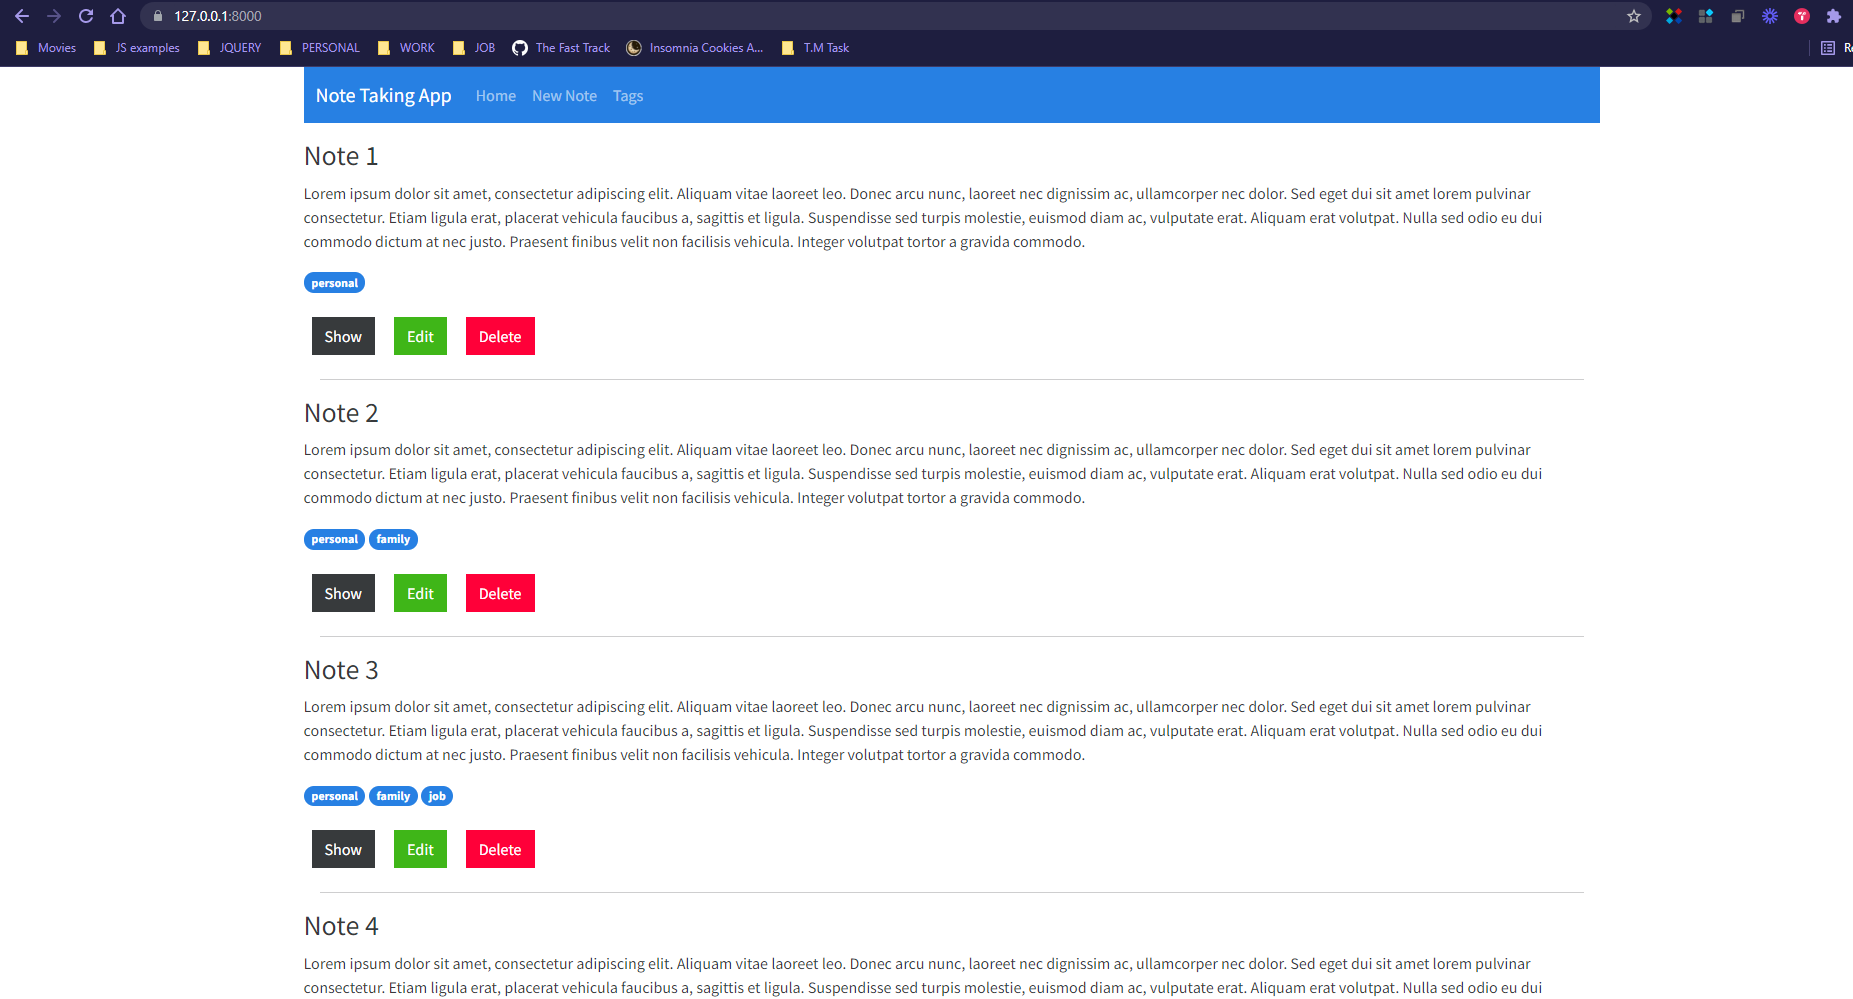 127.0.0.1:8000
Movies JS examples JQUERY PERSONAL WORK JOB The Fast Track Insomnia Cookies A... T.M Task
Note Taking App Home New Note Tags
Note 1
Lorem ipsum dolor sit amet, consectetur adipiscing elit. Aliquam vitae laoreet leo. Donec arcu nunc, laoreet nec dignissim ac, ullamcorper nec dolor. Sed eget dui sit amet lorem pulvinar
consectetur. Etiam ligula erat, placerat vehicula faucibus a, sagittis et ligula. Suspendisse sed turpis molestie, euismod diam ac, vulputate erat. Aliquam erat volutpat. Nulla sed odio eu dui
commodo dictum at nec justo. Praesent finibus velit non facilisis vehicula. Integer volutpat tortor a gravida commodo.
personal
Show Edit Delete
Note 2
Lorem ipsum dolor sit amet, consectetur adipiscing elit. Aliquam vitae laoreet leo. Donec arcu nunc, laoreet nec dignissim ac, ullamcorper nec dolor. Sed eget dui sit amet lorem pulvinar
consectetur. Etiam ligula erat, placerat vehicula faucibus a, sagittis et ligula. Suspendisse sed turpis molestie, euismod diam ac, vulputate erat. Aliquam erat volutpat. Nulla sed odio eu dui
commodo dictum at nec justo. Praesent finibus velit non facilisis vehicula. Integer volutpat tortor a gravida commodo.
personal family
Show Edit Delete
Note 3
Lorem ipsum dolor sit amet, consectetur adipiscing elit. Aliquam vitae laoreet leo. Donec arcu nunc, laoreet nec dignissim ac, ullamcorper nec dolor. Sed eget dui sit amet lorem pulvinar
consectetur. Etiam ligula erat, placerat vehicula faucibus a, sagittis et ligula. Suspendisse sed turpis molestie, euismod diam ac, vulputate erat. Aliquam erat volutpat. Nulla sed odio eu dui
commodo dictum at nec justo. Praesent finibus velit non facilisis vehicula. Integer volutpat tortor a gravida commodo.
personal family job
Show Edit Delete
Note 4
Lorem ipsum dolor sit amet, consectetur adipiscing elit. Aliquam vitae laoreet leo. Donec arcu nunc, laoreet nec dignissim ac, ullamcorper nec dolor. Sed eget dui sit amet lorem pulvinar
consectetur. Etiam ligula erat, placerat vehicula faucibus a, sagittis et ligula. Suspendisse sed turpis molestie, euismod diam ac, vulputate erat. Aliquam erat volutpat. Nulla sed odio eu dui